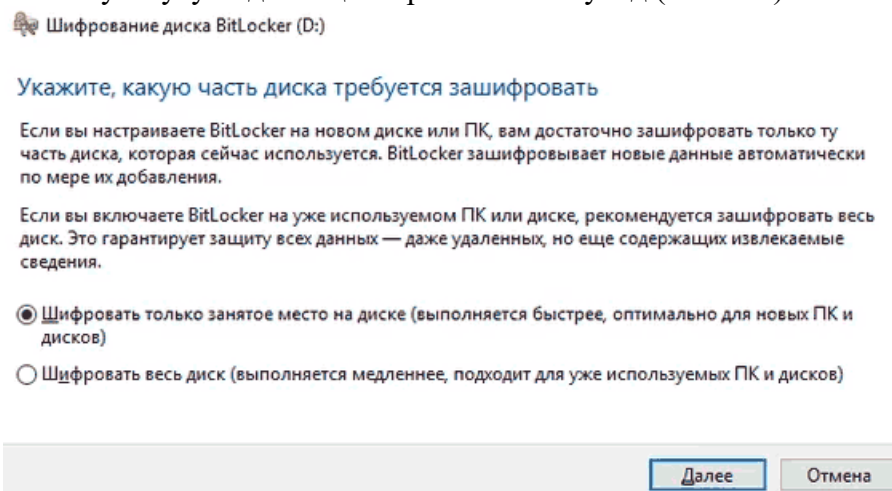 Шифрование диска BitLocker (D:)
Укажите, какую часть диска требуется зашифровать
Если вы настраиваете BitLocker на новом диске или ПК, вам достаточно зашифровать только ту
часть диска, которая сейчас используется. BitLocker зашифровывает новые данные автоматически
по мере их добавления.
Если вы включаете BitLocker на уже используемом ПК или диске, рекомендуется зашифровать весь
диск. Это гарантирует защиту всех данных — даже удаленных, но еще содержащих извлекаемые
сведения.
Шифровать только занятое место на диске (выполняется быстрее, оптимально для новых ПК и
дисков)
Шифровать весь диск (выполняется медленнее, подходит для уже используемых ПК и дисков)
Далее
Отмена